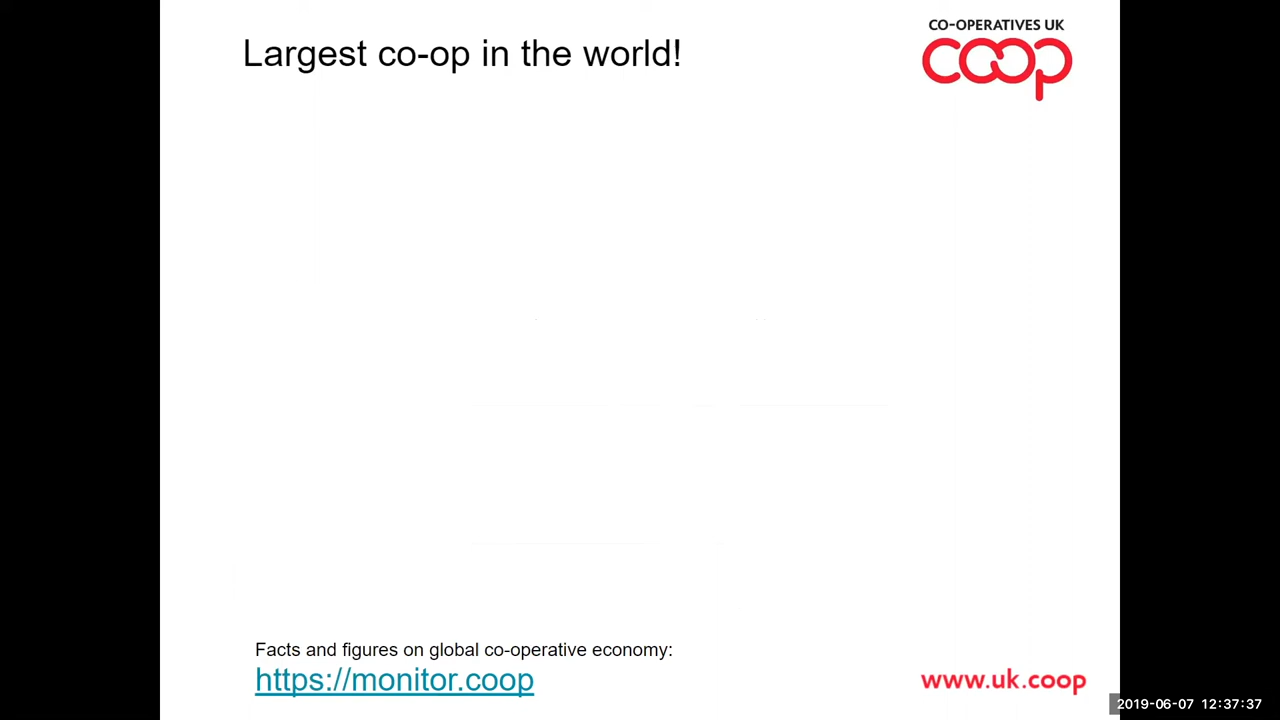 Largest co-op in the world!
CO-OPERATIVES UK
coop
Facts and figures on global co-operative economy:
https://monitor.coop
www.uk.coop
2019-06-07 12:37:37